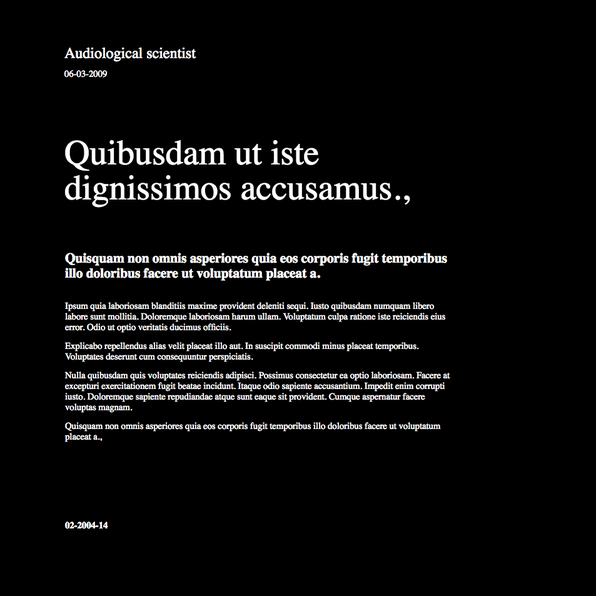 Audiological scientist
06-03-2009
Quibusdam ut iste
dignissimos accusamus.,
Quisquam non omnis asperiores quia eos corporis fugit temporibus
illo doloribus facere ut voluptatum placeat a.
Ipsum quia laboriosam blanditiis maxime provident deleniti sequi. Iusto quibusdam numquam libero
labore sunt mollitia. Doloremque laboriosam harum ullam. Voluptatum culpa ratione iste reiciendis eius
error. Odio ut optio veritatis ducimus officiis.
Explicabo repellendus alias velit placeat illo aut. In suscipit commodi minus placeat temporibus.
Voluptates deserunt cum consequuntur perspiciatis.
Nulla quibusdam quis voluptates reiciendis adipisci. Possimus consectetur ea optio laboriosam. Facere at
excepturi exercitationem fugit beatae incidunt. Itaque odio sapiente accusantium. Impedit enim corrupti
iusto. Doloremque sapiente repudiandae atque sunt eaque sit provident. Cumque aspernatur facere
voluptas magnam.
Quisquam non omnis asperiores quia eos corporis fugit temporibus illo doloribus facere ut voluptatum
placeat a.,
02-2004-14